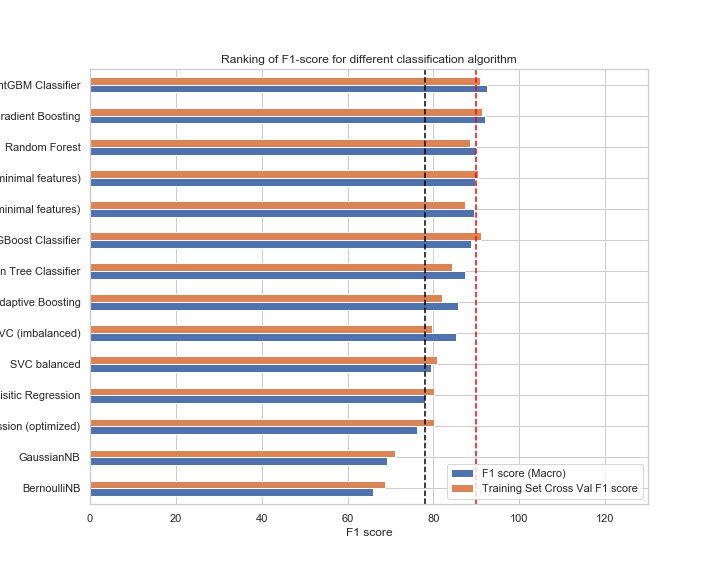 Ranking of F1-score for different classification algorithm
ntGBM Classifier
radient Boosting
Random Forest
minimal features)
minimal features)
GBoost Classifier
n Tree Classifier
daptive Boosting
VC (imbalanced)
SVC balanced
isitic Regression
ssion (optimized)
GaussianNB
BernoulliNB
F1 score (Macro)
Training Set Cross Val F1 score
0 20 40 60 80 100 120
F1 score